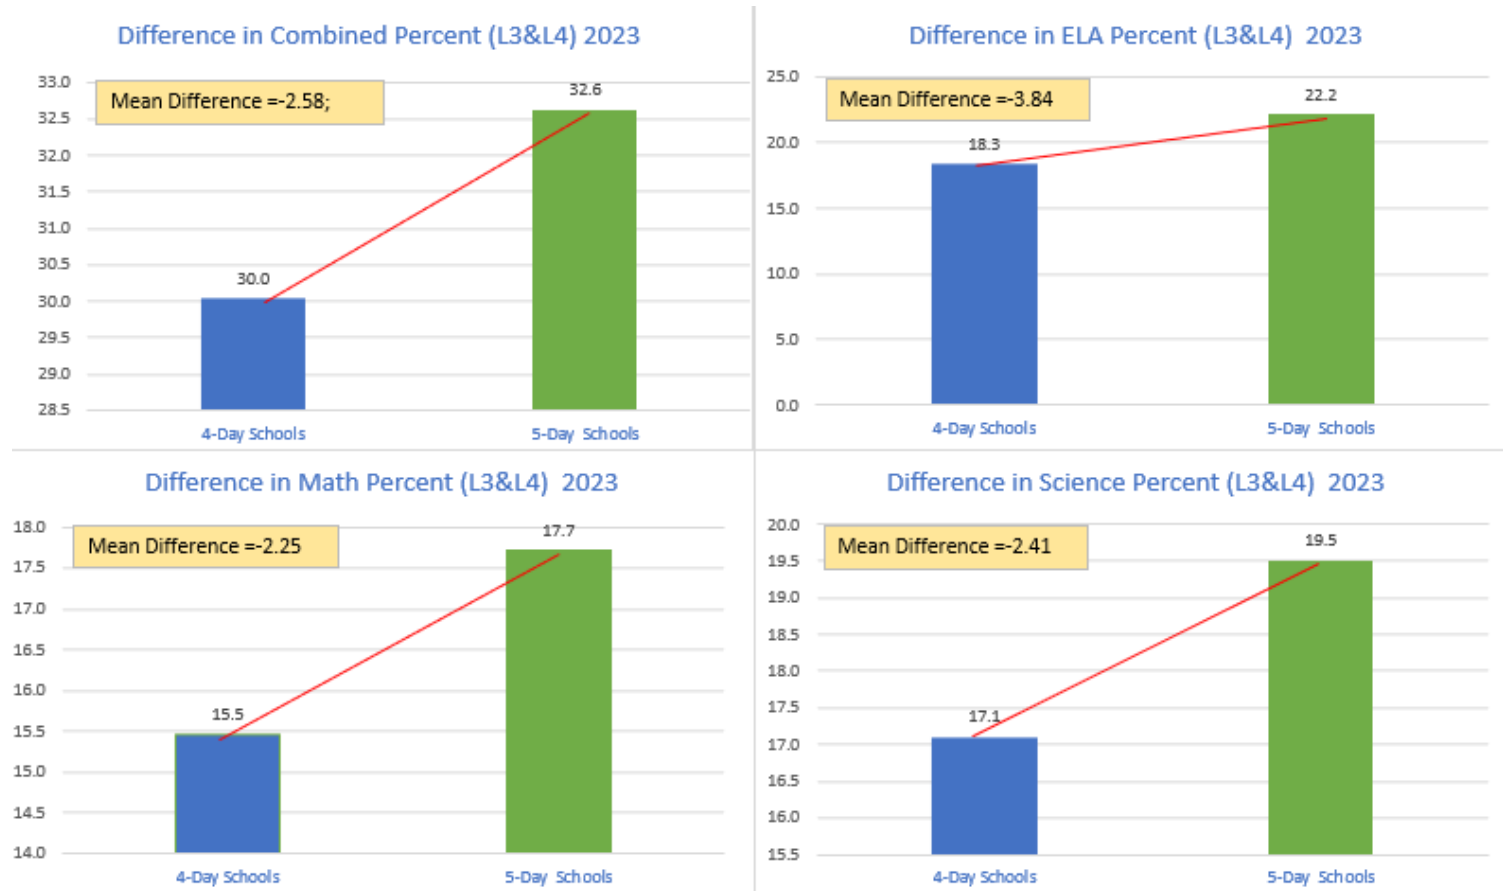 Difference in Combined Percent (L3&L4) 2023
Mean Difference =-2.58;
33.0
32.5
32.0
31.5
31.0
30.5
30.0
29.5
29.0
28.5
32.6
30.0
4-Day Schools
5-Day Schools
Difference in ELA Percent (L3&L4) 2023
Mean Difference =-3.84
25.0
20.0
15.0
10.0
5.0
0.0
22.2
18.3
4-Day Schools
5-Day Schools
Difference in Math Percent (L3&L4) 2023
Mean Difference =-2.25
18.0
17.5
17.0
16.5
16.0
15.5
15.0
14.5
14.0
17.7
15.5
4-Day Schools
5-Day Schools
Difference in Science Percent (L3&L4) 2023
Mean Difference =-2.41
20.0
19.5
19.0
18.5
18.0
17.5
17.0
16.5
16.0
15.5
19.5
17.1
4-Day Schools
5-Day Schools